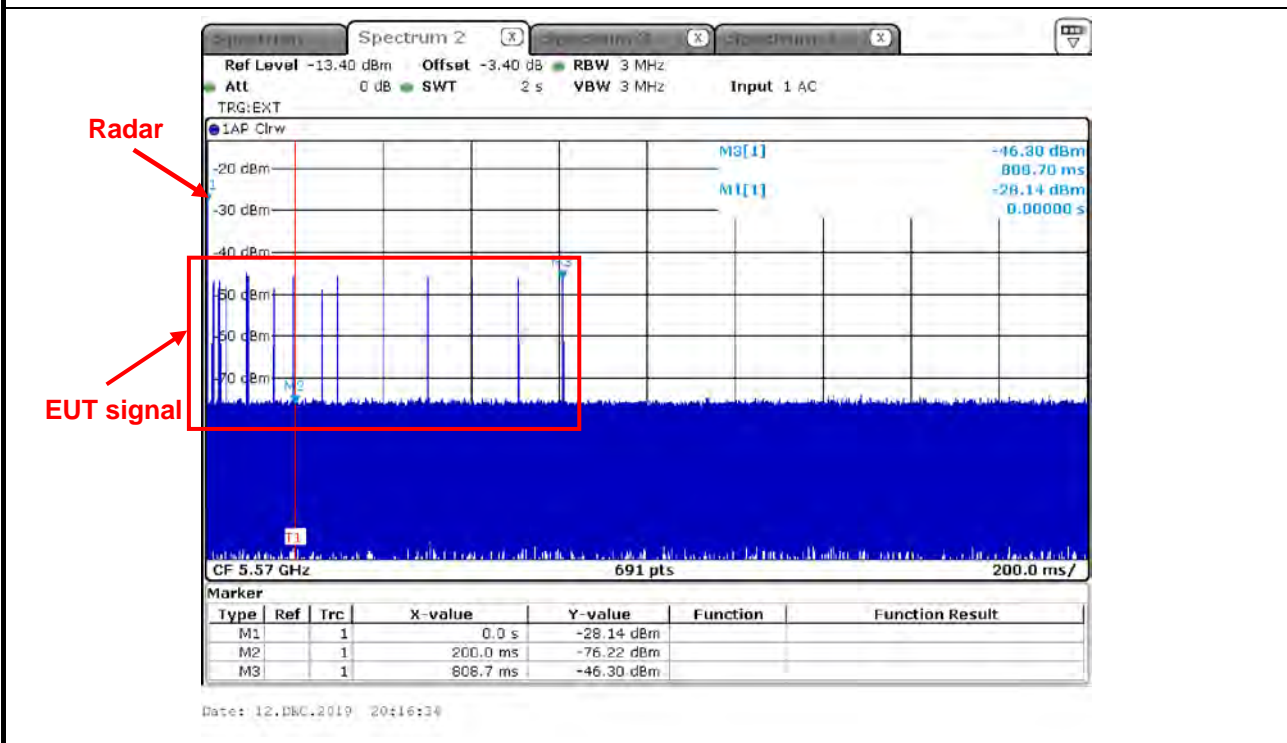 Spectrum 2 X X X
Ref Level -13.40 dBm Offset -3.40 dB RBW 3 MHz
Att 0 dB SWT 2 s VBW 3 MHz Input 1 AC
TRG:EXT
1AP Clrw
Radar
M3[1] -46.30 dBm
808.70 ms
M1[1] -28.14 dBm
0.00000 s
-20 dBm
-30 dBm
-40 dBm
M3
-50 dBm
-60 dBm
-70 dBm
M2
EUT signal
T1
CF 5.57 GHz 691 pts 200.0 ms/
Marker
Type Ref Trc X-value Y-value Function Function Result
M1 1 0.0 s -28.14 dBm
M2 1 200.0 ms -76.22 dBm
M3 1 808.7 ms -46.30 dBm
Date: 12.DEC.2019 20:16:34